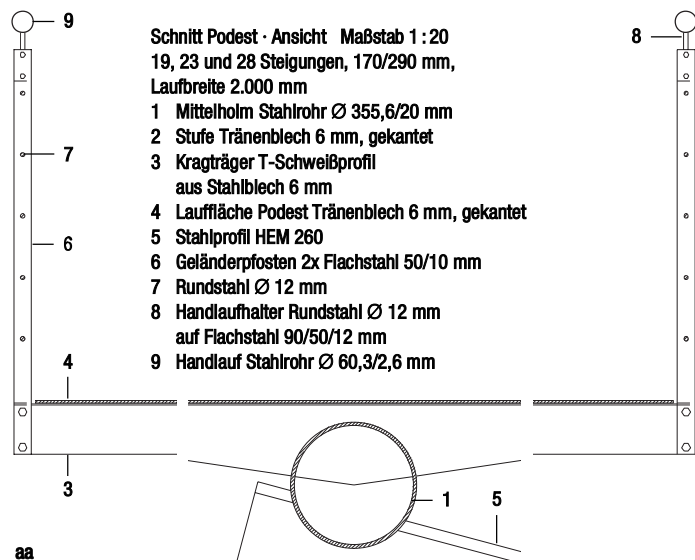 9
8
Schnitt Podest · Ansicht Maßstab 1 : 20
19, 23 und 28 Steigungen, 170/290 mm,
Laufbreite 2.000 mm
1 Mittelholm Stahlrohr Ø 355,6/20 mm
2 Stufe Tränenblech 6 mm, gekantet
3 Kragträger T-Schweißprofil
aus Stahlblech 6 mm
4 Lauffläche Podest Tränenblech 6 mm, gekantet
5 Stahlprofil HEM 260
6 Geländerpfosten 2x Flachstahl 50/10 mm
7 Rundstahl Ø 12 mm
8 Handlaufhalter Rundstahl Ø 12 mm
auf Flachstahl 90/50/12 mm
9 Handlauf Stahlrohr Ø 60,3/2,6 mm
7
6
4
3
1
5
aa